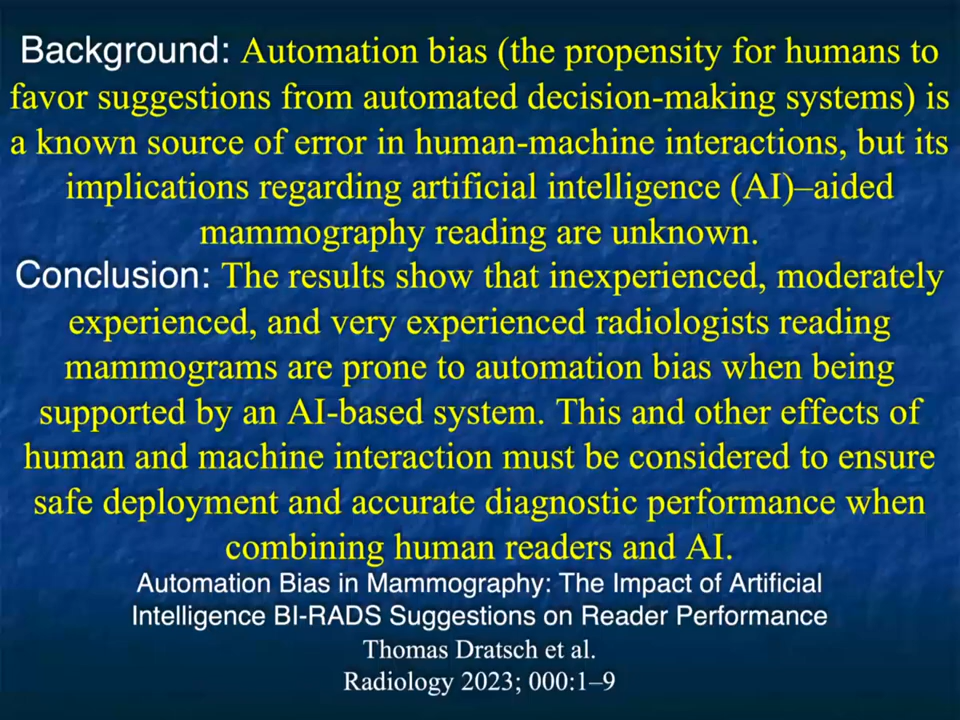 Background: Automation bias (the propensity for humans to
favor suggestions from automated decision-making systems) is
a known source of error in human-machine interactions, but its
implications regarding artificial intelligence (AI)–aided
mammography reading are unknown.
Conclusion: The results show that inexperienced, moderately
experienced, and very experienced radiologists reading
mammograms are prone to automation bias when being
supported by an AI-based system. This and other effects of
human and machine interaction must be considered to ensure
safe deployment and accurate diagnostic performance when
combining human readers and AI.
Automation Bias in Mammography: The Impact of Artificial
Intelligence BI-RADS Suggestions on Reader Performance
Thomas Dratsch et al.
Radiology 2023; 000:1–9